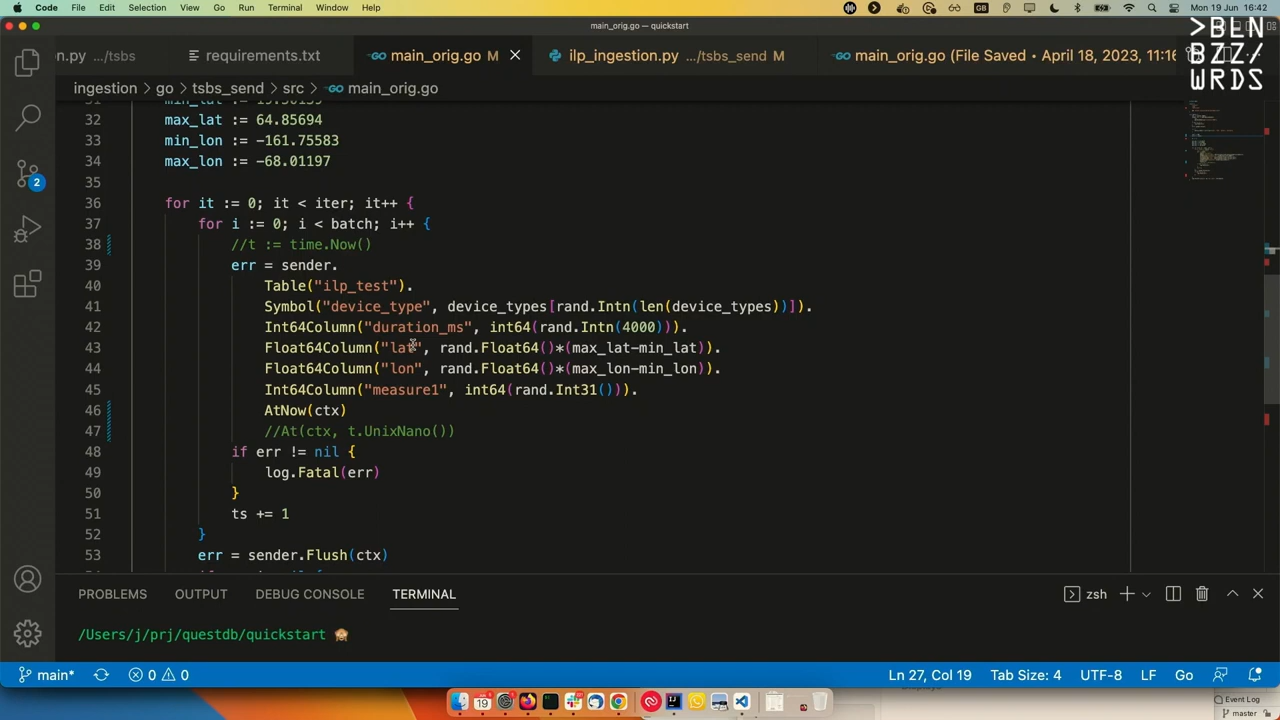 Code File Edit Selection View Go Run Terminal Window Help
Mon 19 Jun 16:42
main_orig.go — quickstart
>BLN
BZZ/
WRDS
on.py .../tsbs
requirements.txt
main_orig.go M
ilp_ingestion.py .../tsbs_send M
main_orig.go (File Saved) • April 18, 2023, 11:16
ingestion > go > tsbs_send > src > main_orig.go
32 max_lat := 64.85694
33 min_lon := -161.75583
34 max_lon := -68.01197
35
36 for it := 0; it < iter; it++ {
37 for i := 0; i < batch; i++ {
38 //t := time.Now()
39 err = sender.
40 Table("ilp_test").
41 Symbol("device_type", device_types[rand.Intn(len(device_types))]).
42 Int64Column("duration_ms", int64(rand.Intn(4000))).
43 Float64Column("lat", rand.Float64()*(max_lat-min_lat)).
44 Float64Column("lon", rand.Float64()*(max_lon-min_lon)).
45 Int64Column("measure1", int64(rand.Int31())).
46 AtNow(ctx)
47 //At(ctx, t.UnixNano())
48 if err != nil {
49 log.Fatal(err)
50 }
51 ts += 1
52 }
53 err = sender.Flush(ctx)
2
PROBLEMS OUTPUT DEBUG CONSOLE TERMINAL
zsh
/Users/j/prj/questdb/quickstart 🙈
main* 0 0
Ln 27, Col 19 Tab Size: 4 UTF-8 LF Go
Event Log
master